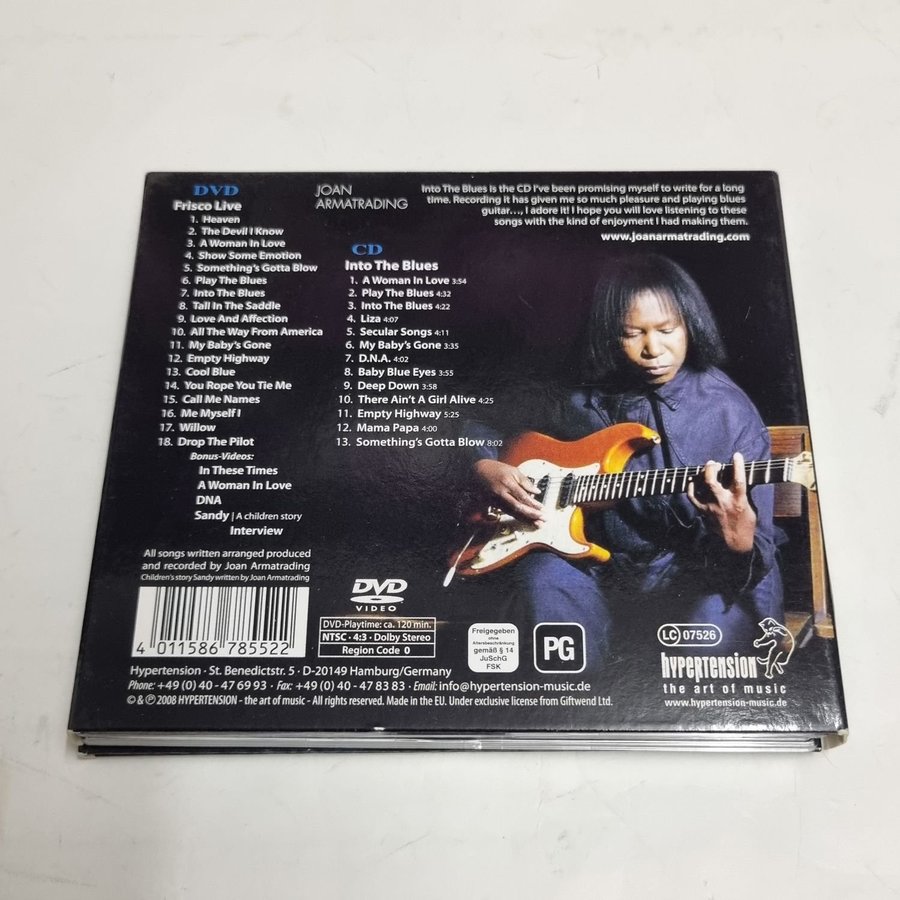 DVD
Frisco Live
1. Heaven
2. The Devil I Know
3. A Woman In Love
4. Show Some Emotion
5. Something's Gotta Blow
6. Play The Blues
7. Into The Blues
8. Tall In The Saddle
9. Love And Affection
10. All The Way From America
11. My Baby's Gone
12. Empty Highway
13. Cool Blue
14. You Rope You Tie Me
15. Call Me Names
16. Me Myself I
17. Willow
18. Drop The Pilot
Bonus-Videos:
In These Times
A Woman In Love
DNA
Sandy | A children story
Interview
All songs written arranged produced
and recorded by Joan Armatrading
Children's story Sandy written by Joan Armatrading
JOAN
ARMATRADING
CD
Into The Blues
1. A Woman In Love 3:54
2. Play The Blues 4:32
3. Into The Blues 4:22
4. Liza 4:07
5. Secular Songs 4:11
6. My Baby's Gone 3:35
7. D.N.A. 4:02
8. Baby Blue Eyes 3:55
9. Deep Down 3:58
10. There Ain't A Girl Alive 4:25
11. Empty Highway 5:25
12. Mama Papa 4:00
13. Something's Gotta Blow 8:02
Into The Blues is the CD I've been promising myself to write for a long
time. Recording it has given me so much pleasure and playing blues
guitar..., I adore it! I hope you will love listening to these
songs with the kind of enjoyment I had making them.
www.joanarmatrading.com
4 011586 785522
DVD
VIDEO
DVD-Playtime: ca. 120 min.
NTSC · 4:3 · Dolby Stereo
Region Code 0
Freigegeben
ohne
Altersbeschränkung
gemäß § 14
JuSchG
FSK
PG
LC 07526
hypertension
the art of music
www.hypertension-music.de
Hypertension · St. Benedictstr. 5 · D-20149 Hamburg/Germany
Phone: +49 (0) 40 - 47 69 93 · Fax: +49 (0) 40 - 47 83 83 · Email: info@hypertension-music.de
© & ℗ 2008 HYPERTENSION - the art of music - All rights reserved. Made in the EU. Under exclusive license from Giftwend Ltd.